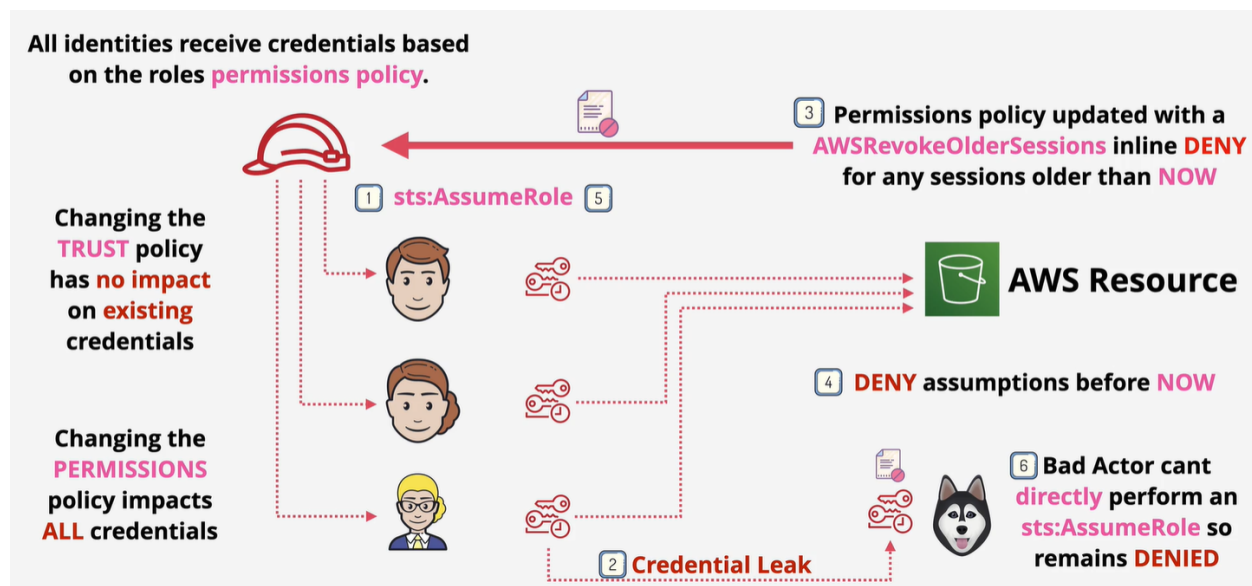 All identities receive credentials based
on the roles permissions policy.
3 Permissions policy updated with a
AWSRevokeOlderSessions inline DENY
for any sessions older than NOW
1 sts:AssumeRole 5
Changing the
TRUST policy
has no impact
on existing
credentials
AWS Resource
4 DENY assumptions before NOW
Changing the
PERMISSIONS
policy impacts
ALL credentials
6 Bad Actor cant
directly perform an
sts:AssumeRole so
remains DENIED
2 Credential Leak